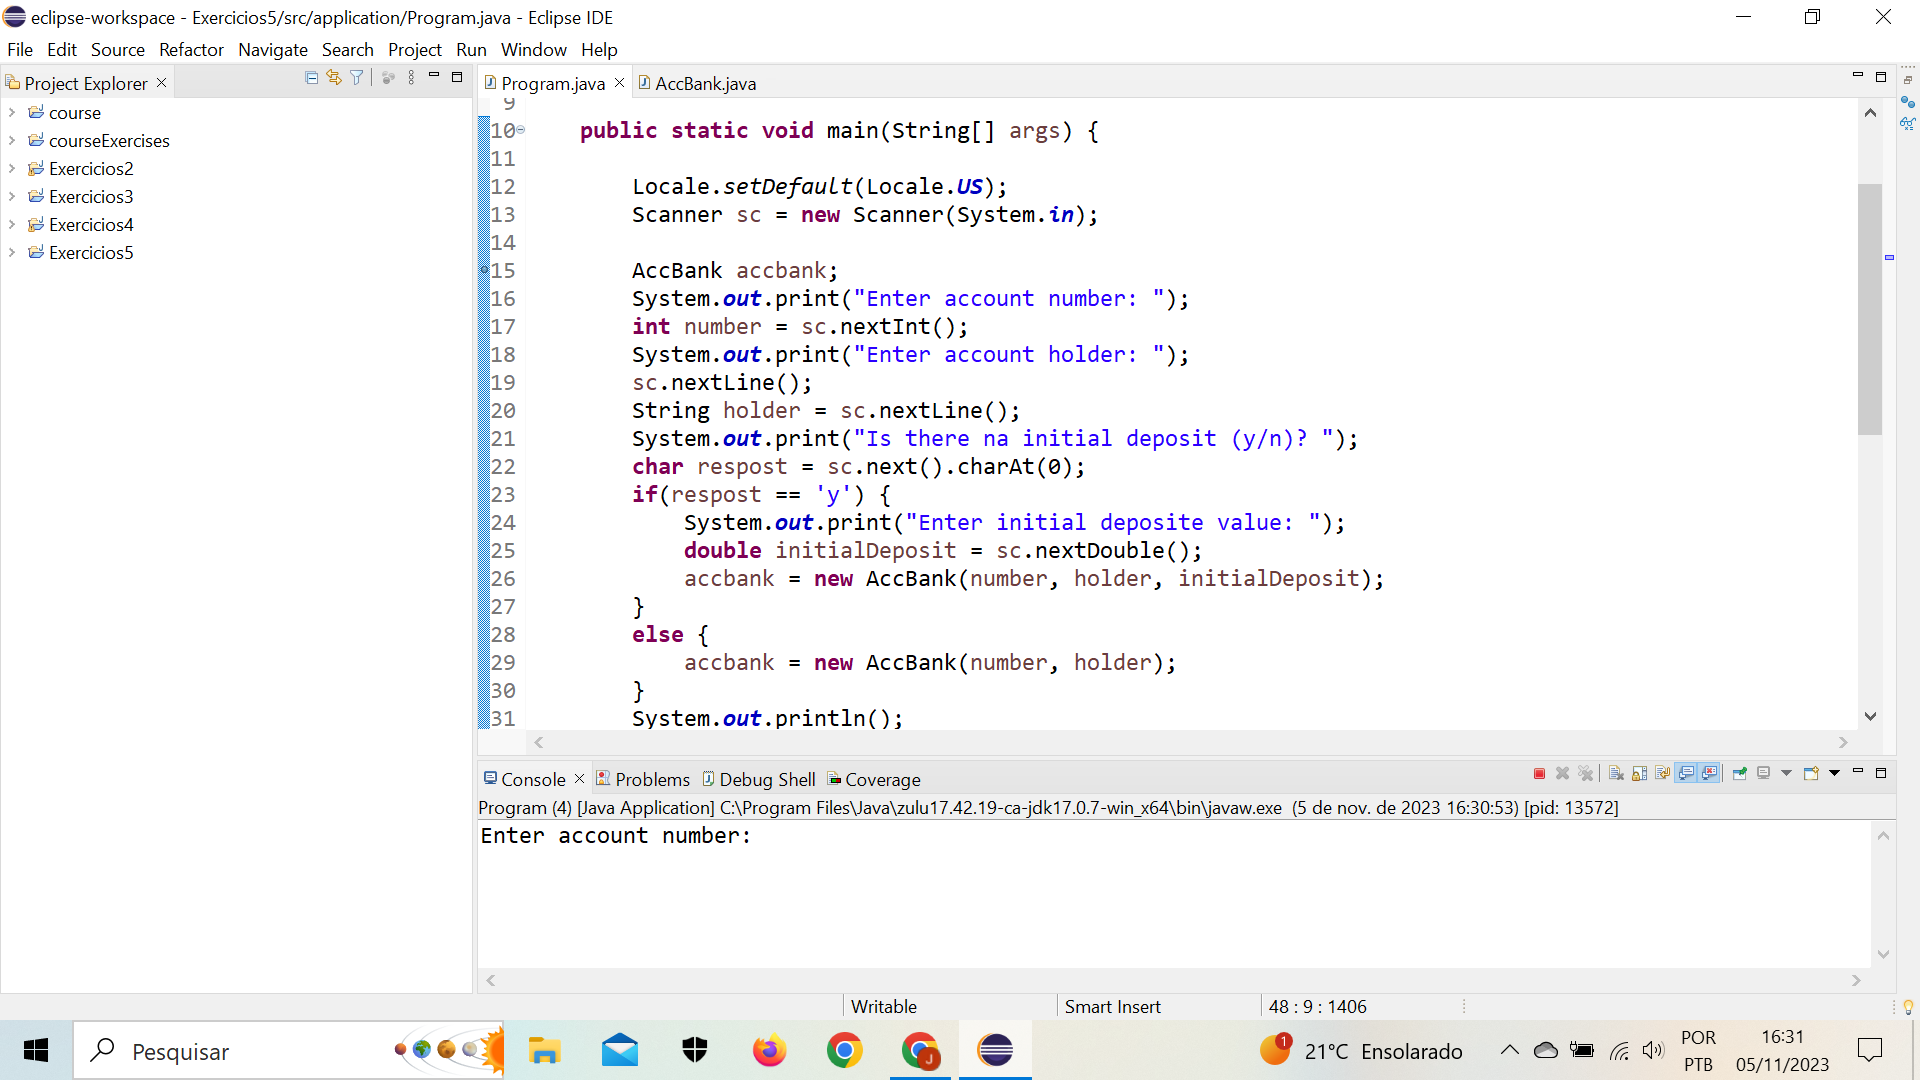 eclipse-workspace - Exercicios5/src/application/Program.java - Eclipse IDE
File Edit Source Refactor Navigate Search Project Run Window Help
Project Explorer
course
courseExercises
Exercicios2
Exercicios3
Exercicios4
Exercicios5
Program.java AccBank.java
9
10 public static void main(String[] args) {
11
12 Locale.setDefault(Locale.US);
13 Scanner sc = new Scanner(System.in);
14
15 AccBank accbank;
16 System.out.print("Enter account number: ");
17 int number = sc.nextInt();
18 System.out.print("Enter account holder: ");
19 sc.nextLine();
20 String holder = sc.nextLine();
21 System.out.print("Is there na initial deposit (y/n)? ");
22 char respost = sc.next().charAt(0);
23 if(respost == 'y') {
24 System.out.print("Enter initial deposite value: ");
25 double initialDeposit = sc.nextDouble();
26 accbank = new AccBank(number, holder, initialDeposit);
27 }
28 else {
29 accbank = new AccBank(number, holder);
30 }
31 System.out.println();
Console Problems Debug Shell Coverage
Program (4) [Java Application] C:\Program Files\Java\zulu17.42.19-ca-jdk17.0.7-win_x64\bin\javaw.exe (5 de nov. de 2023 16:30:53) [pid: 13572]
Enter account number:
Writable Smart Insert 48 : 9 : 1406
Pesquisar
J
1
21°C Ensolarado
POR
PTB
16:31
05/11/2023